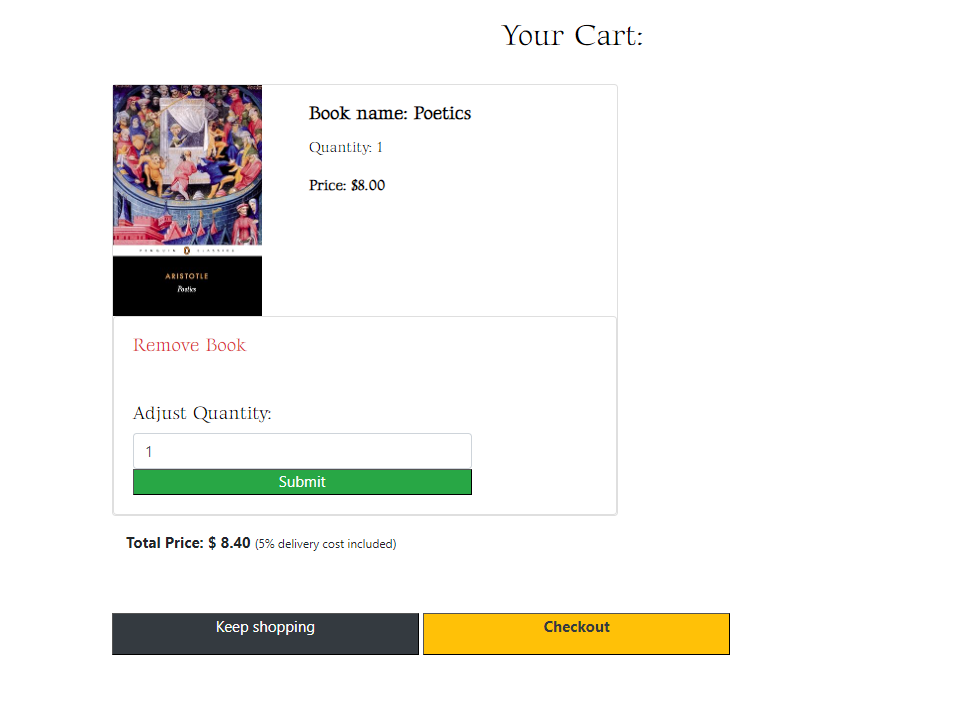 Your Cart:
Book name: Poetics
Quantity: 1
Price: $8.00
PENGUIN CLASSICS
ARISTOTLE
Poetics
Remove Book
Adjust Quantity:
1
Submit
Total Price: $ 8.40 (5% delivery cost included)
Keep shopping
Checkout